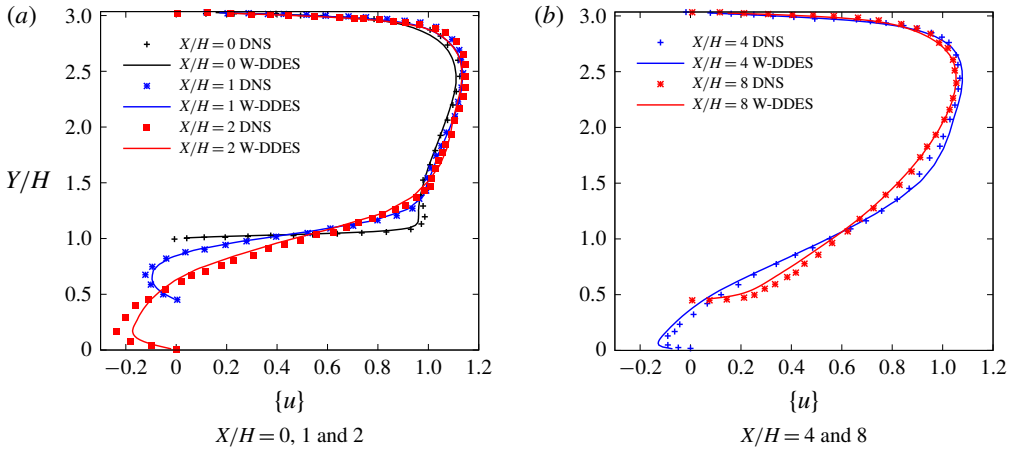 (a)
3.0
2.5
2.0
1.5
1.0
0.5
0
Y/H
X/H = 0 DNS
X/H = 0 W-DDES
X/H = 1 DNS
X/H = 1 W-DDES
X/H = 2 DNS
X/H = 2 W-DDES
−0.2 0 0.2 0.4 0.6 0.8 1.0 1.2
{u}
X/H = 0, 1 and 2
(b)
3.0
2.5
2.0
1.5
1.0
0.5
0
X/H = 4 DNS
X/H = 4 W-DDES
X/H = 8 DNS
X/H = 8 W-DDES
−0.2 0 0.2 0.4 0.6 0.8 1.0 1.2
{u}
X/H = 4 and 8